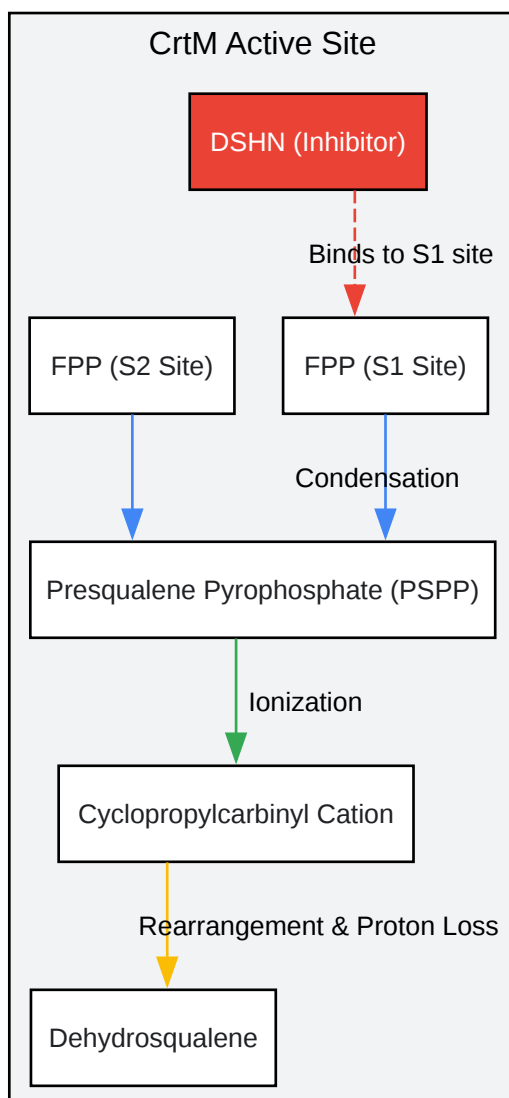 CrtM Active Site
DSHN (Inhibitor)
Binds to S1 site
FPP (S2 Site)
FPP (S1 Site)
Condensation
Presqualene Pyrophosphate (PSPP)
Ionization
Cyclopropylcarbinyl Cation
Rearrangement & Proton Loss
Dehydrosqualene